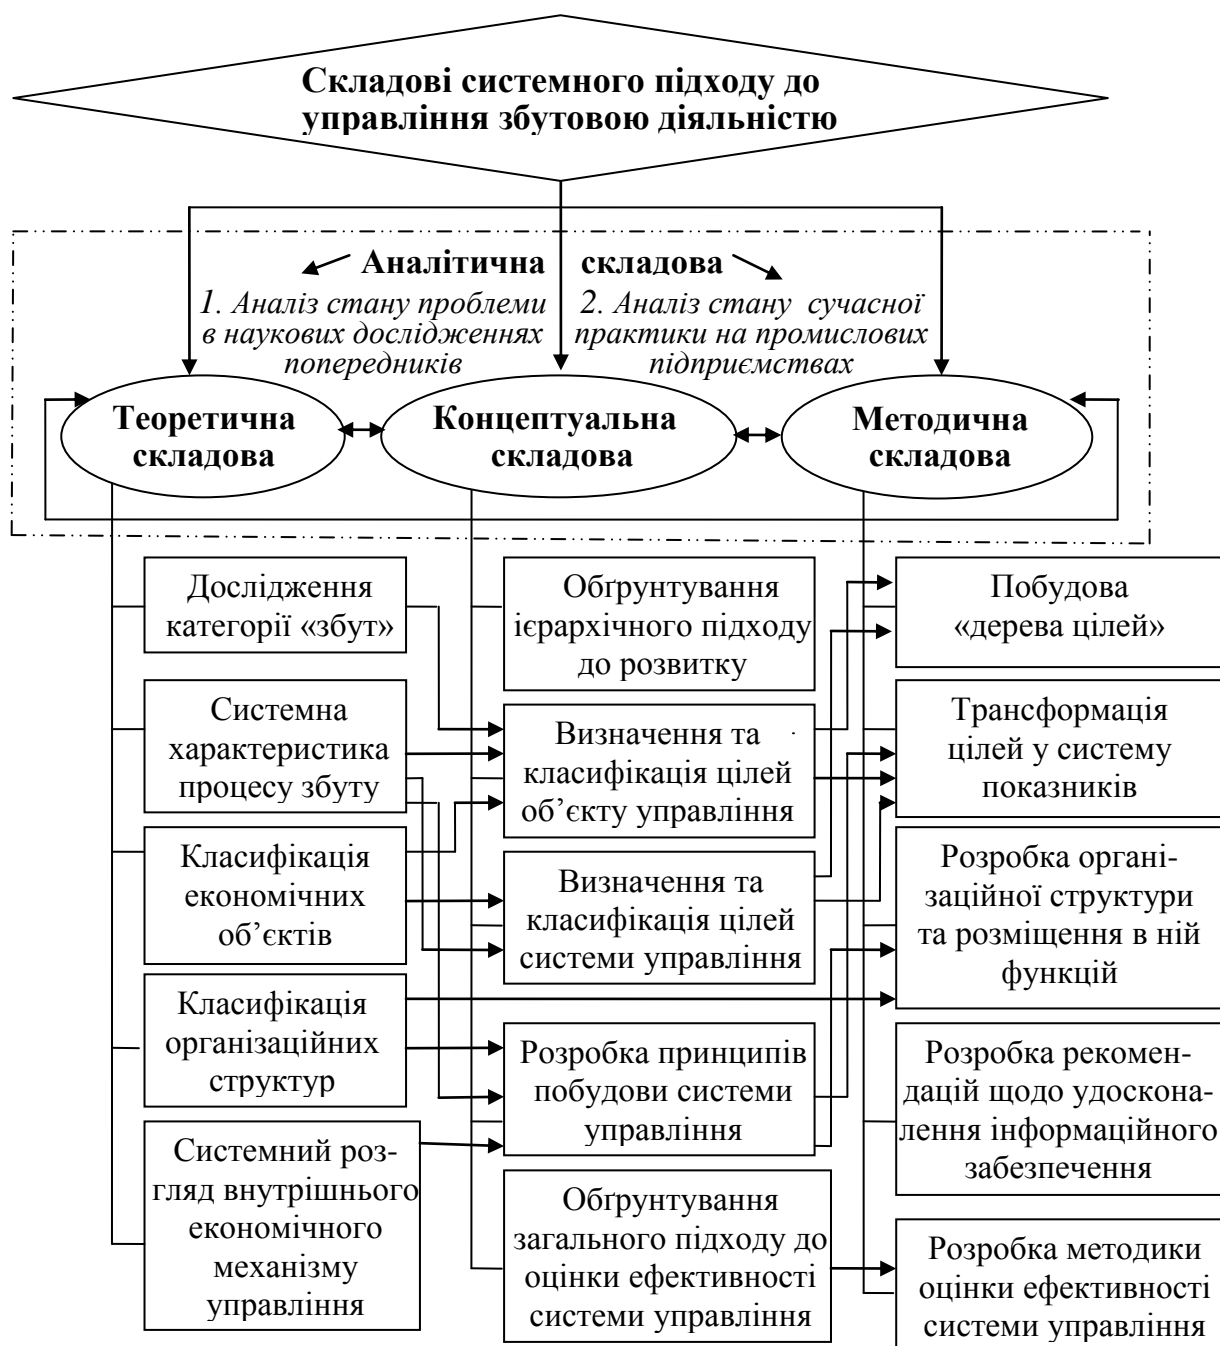 Складові системного підходу до
управління збутовою діяльністю
Аналітична складова
1. Аналіз стану проблеми
в наукових дослідженнях
попередників
2. Аналіз стану сучасної
практики на промислових
підприємствах
Теоретична
складова
Концептуальна
складова
Методична
складова
Дослідження
категорії «збут»
Системна
характеристика
процесу збуту
Класифікація
економічних
об’єктів
Класифікація
організаційних
структур
Системний роз-
гляд внутрішнього
економічного
механізму
управління
Обґрунтування
ієрархічного підходу
до розвитку
Визначення та
класифікація цілей
об’єкту управління
Визначення та
класифікація цілей
системи управління
Розробка принципів
побудови системи
управління
Обґрунтування
загального підходу до
оцінки ефективності
системи управління
Побудова
«дерева цілей»
Трансформація
цілей у систему
показників
Розробка органі-
заційної структури
та розміщення в ній
функцій
Розробка рекомен-
дацій щодо удоскона-
лення інформаційного
забезпечення
Розробка методики
оцінки ефективності
системи управління